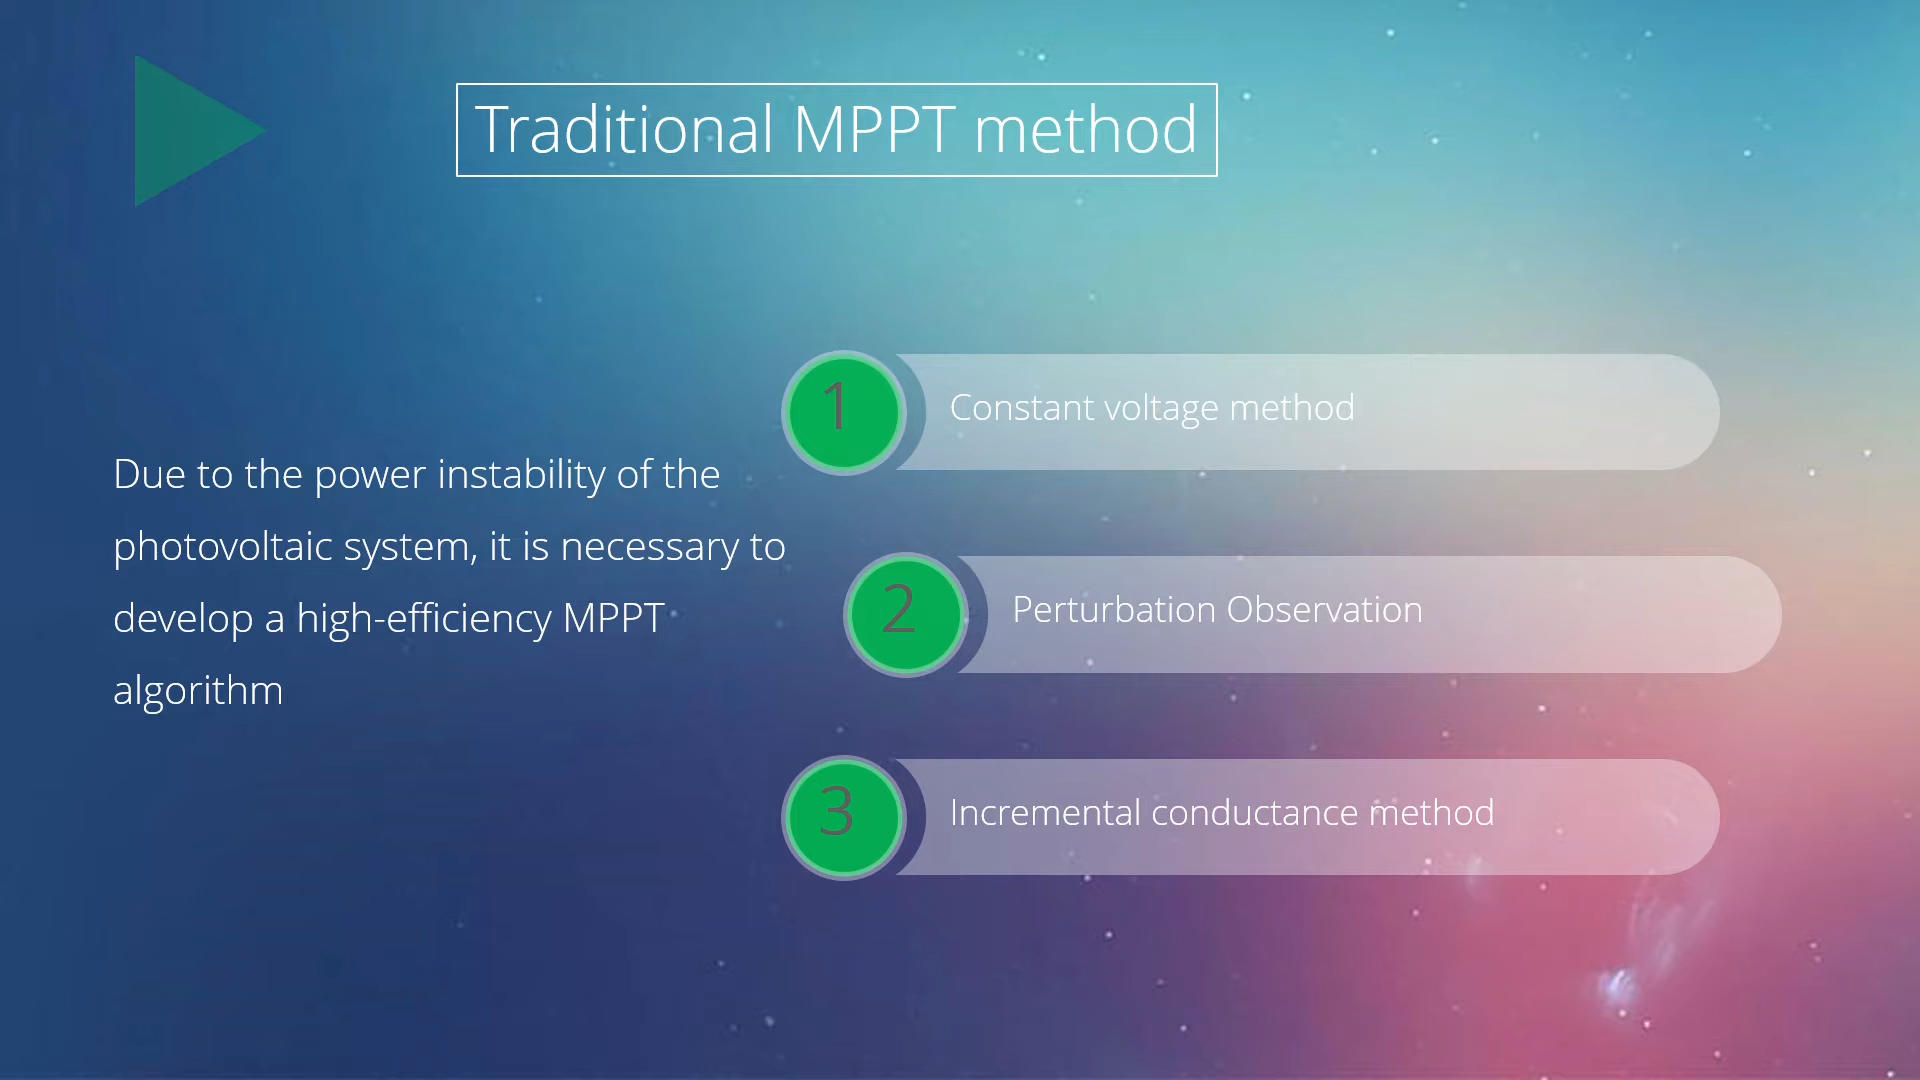 Traditional MPPT method
Due to the power instability of the
photovoltaic system, it is necessary to
develop a high-efficiency MPPT
algorithm
1
Constant voltage method
2
Perturbation Observation
3
Incremental conductance method